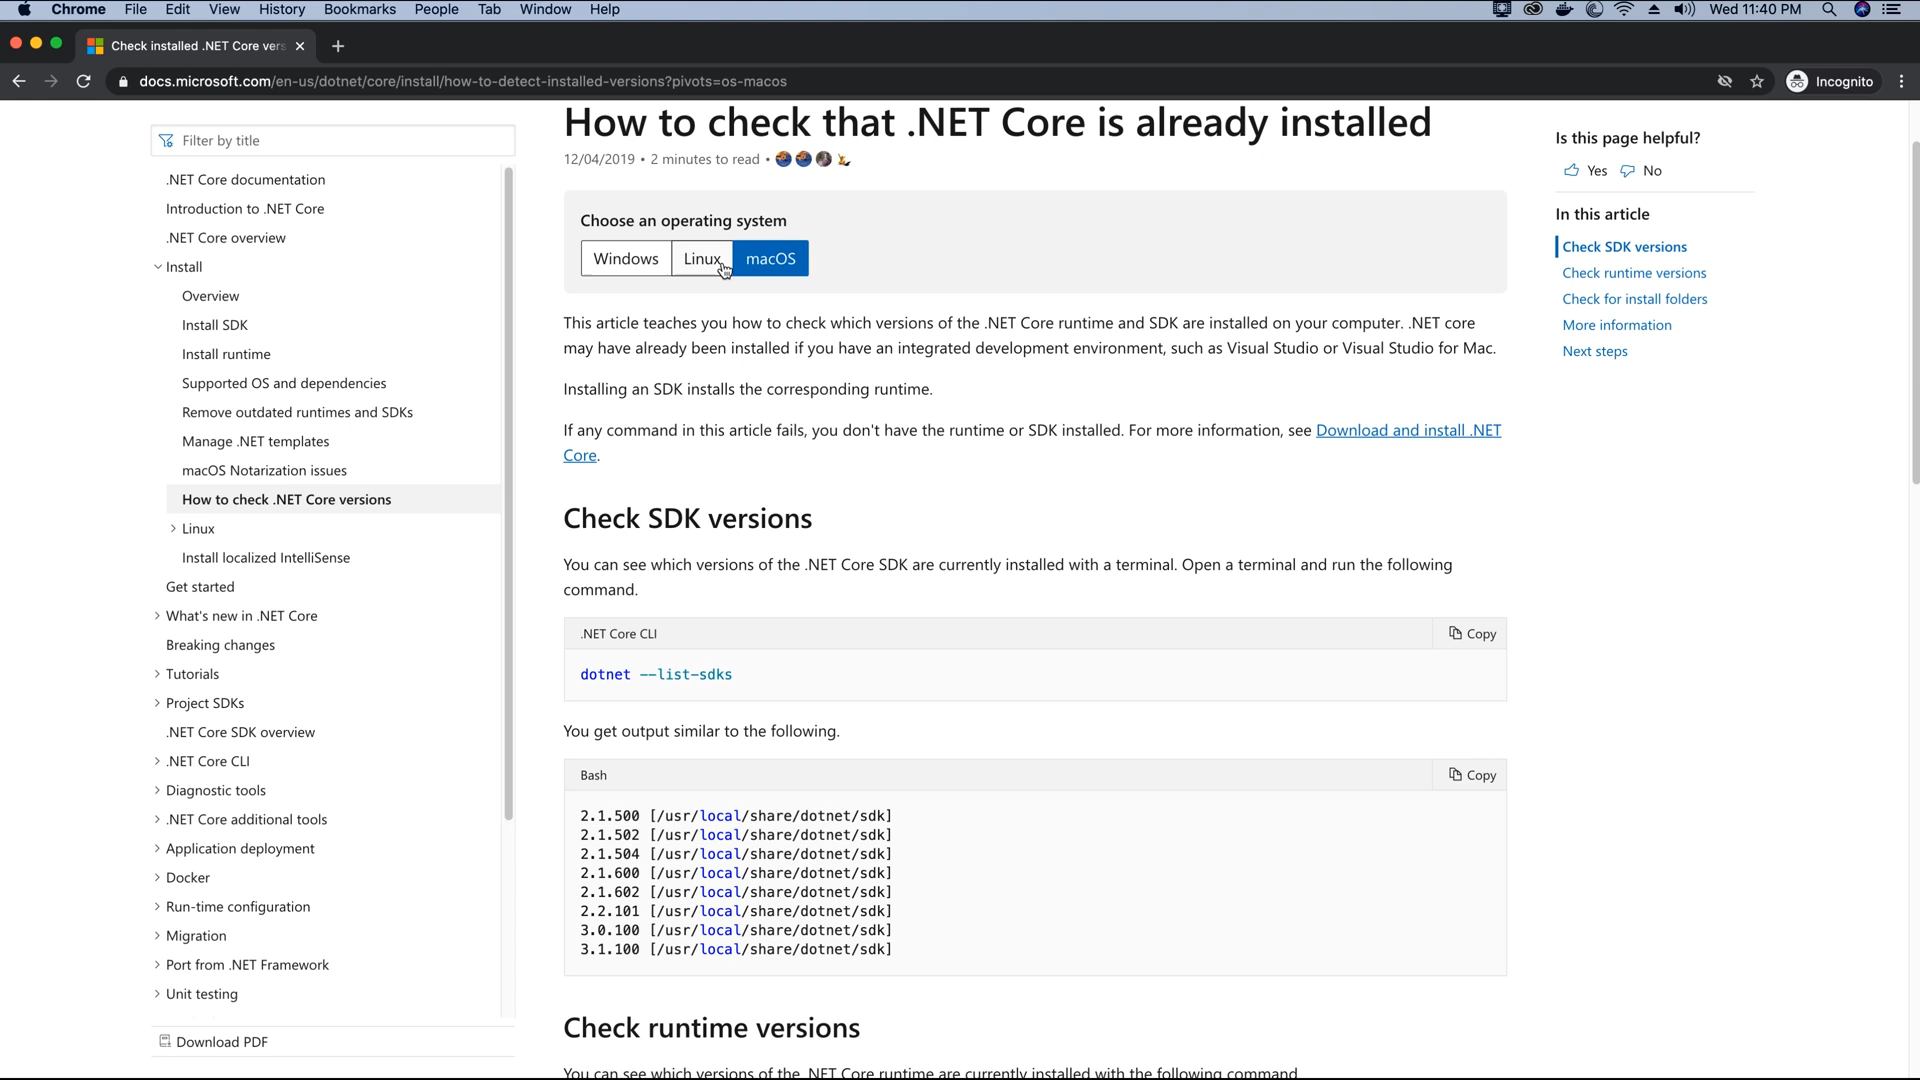 Chrome File Edit View History Bookmarks People Tab Window Help Wed 11:40 PM
Check installed .NET Core vers
docs.microsoft.com/en-us/dotnet/core/install/how-to-detect-installed-versions?pivots=os-macos Incognito
Filter by title
.NET Core documentation
Introduction to .NET Core
.NET Core overview
Install
Overview
Install SDK
Install runtime
Supported OS and dependencies
Remove outdated runtimes and SDKs
Manage .NET templates
macOS Notarization issues
How to check .NET Core versions
Linux
Install localized IntelliSense
Get started
What's new in .NET Core
Breaking changes
Tutorials
Project SDKs
.NET Core SDK overview
.NET Core CLI
Diagnostic tools
.NET Core additional tools
Application deployment
Docker
Run-time configuration
Migration
Port from .NET Framework
Unit testing
Download PDF
How to check that .NET Core is already installed
12/04/2019 • 2 minutes to read •
Choose an operating system
Windows Linux macOS
This article teaches you how to check which versions of the .NET Core runtime and SDK are installed on your computer. .NET core
may have already been installed if you have an integrated development environment, such as Visual Studio or Visual Studio for Mac.
Installing an SDK installs the corresponding runtime.
If any command in this article fails, you don't have the runtime or SDK installed. For more information, see Download and install .NET
Core.
Check SDK versions
You can see which versions of the .NET Core SDK are currently installed with a terminal. Open a terminal and run the following
command.
.NET Core CLI Copy
dotnet --list-sdks
You get output similar to the following.
Bash Copy
2.1.500 [/usr/local/share/dotnet/sdk]
2.1.502 [/usr/local/share/dotnet/sdk]
2.1.504 [/usr/local/share/dotnet/sdk]
2.1.600 [/usr/local/share/dotnet/sdk]
2.1.602 [/usr/local/share/dotnet/sdk]
2.2.101 [/usr/local/share/dotnet/sdk]
3.0.100 [/usr/local/share/dotnet/sdk]
3.1.100 [/usr/local/share/dotnet/sdk]
Check runtime versions
You can see which versions of the .NET Core runtime are currently installed with the following command.
Is this page helpful?
Yes No
In this article
Check SDK versions
Check runtime versions
Check for install folders
More information
Next steps